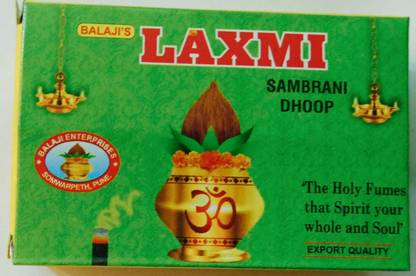 BALAJI'S
LAXMI
SAMBRANI
DHOOP
BALAJI ENTERPRISES
SOMWARPETH, PUNE.
ॐ
'The Holy Fumes
that Spirit your
whole and Soul'
EXPORT QUALITY